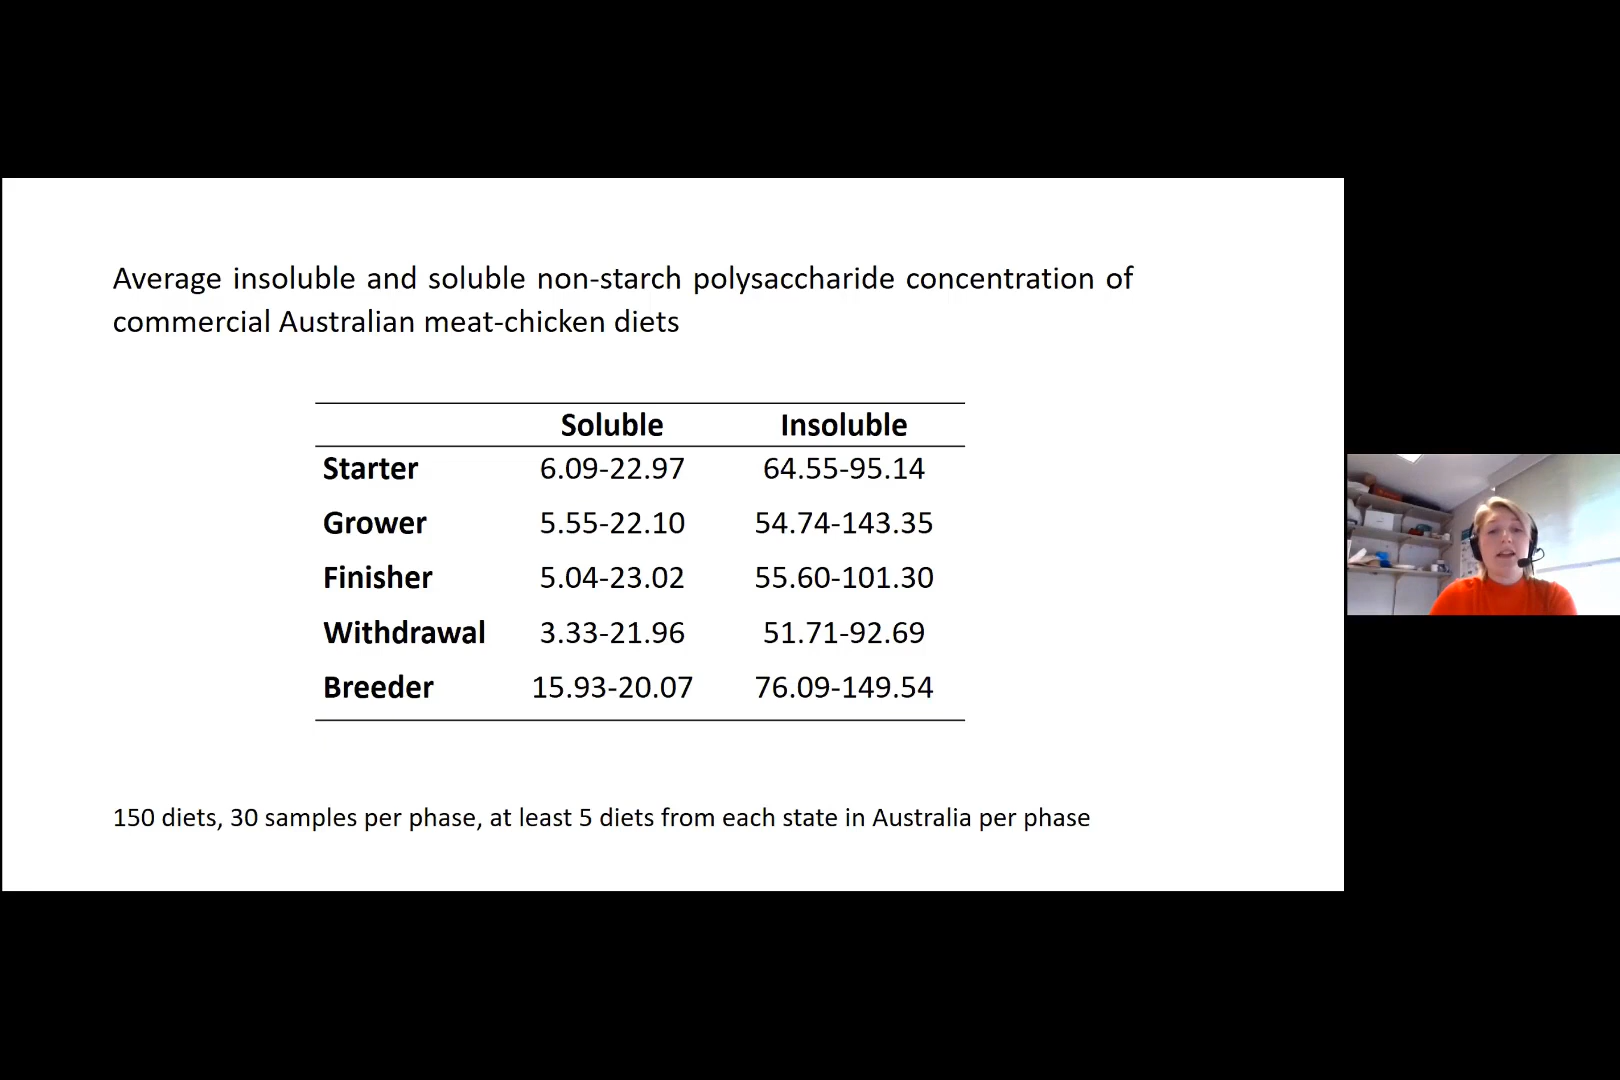 Average insoluble and soluble non-starch polysaccharide concentration of
commercial Australian meat-chicken diets
Soluble Insoluble
Starter 6.09-22.97 64.55-95.14
Grower 5.55-22.10 54.74-143.35
Finisher 5.04-23.02 55.60-101.30
Withdrawal 3.33-21.96 51.71-92.69
Breeder 15.93-20.07 76.09-149.54
150 diets, 30 samples per phase, at least 5 diets from each state in Australia per phase